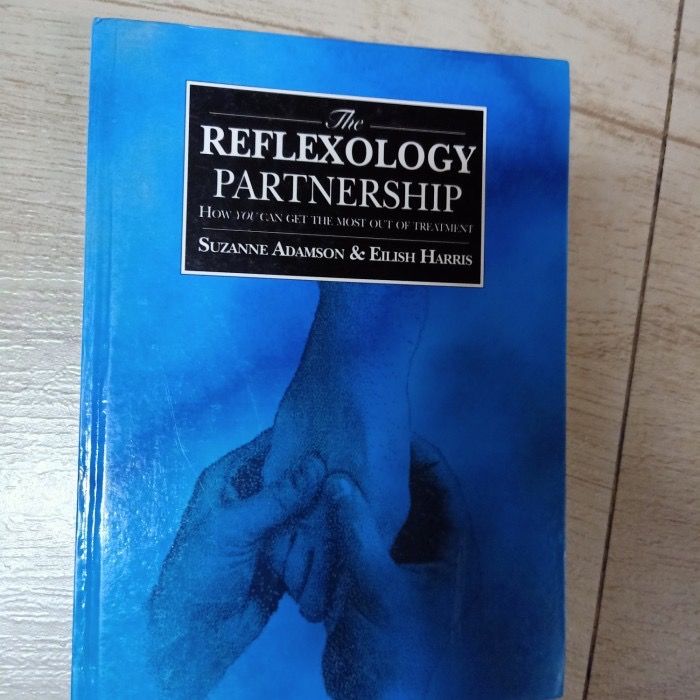 The
REFLEXOLOGY
PARTNERSHIP
HOW YOU CAN GET THE MOST OUT OF TREATMENT
SUZANNE ADAMSON & EILISH HARRIS